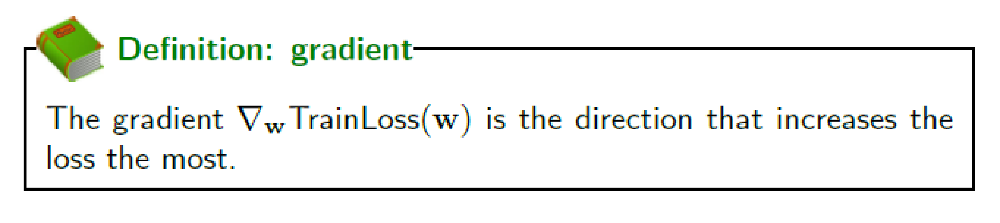 Definition: gradient
The gradient ∇𝐰TrainLoss(𝐰) is the direction that increases the
loss the most.